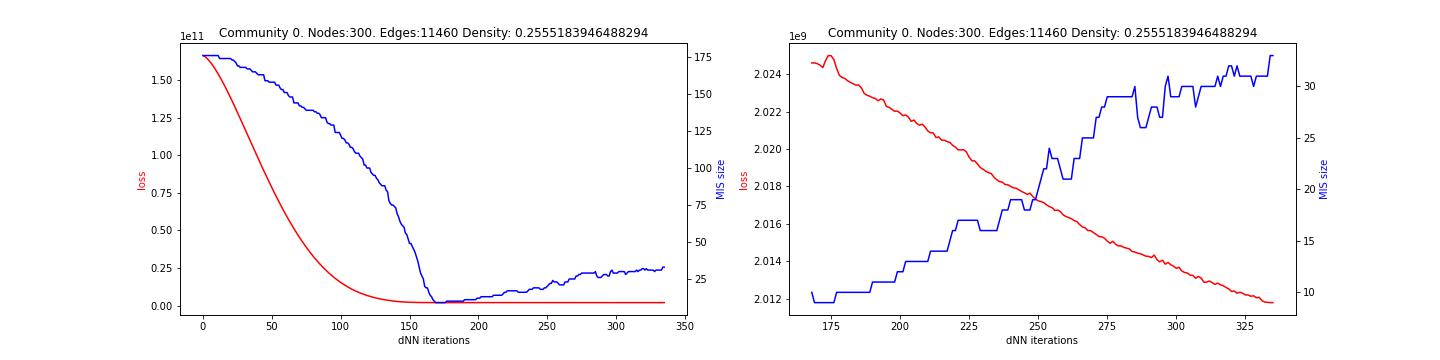 Community 0. Nodes:300. Edges:11460 Density: 0.2555183946488294
1e11
1.50
1.25
1.00
0.75
0.50
0.25
0.00
loss
0 50 100 150 200 250 300 350
dNN iterations
175
150
125
100
75
50
25
MIS size
Community 0. Nodes:300. Edges:11460 Density: 0.2555183946488294
1e9
2.024
2.022
2.020
2.018
2.016
2.014
2.012
loss
175 200 225 250 275 300 325
dNN iterations
30
25
20
15
10
MIS size